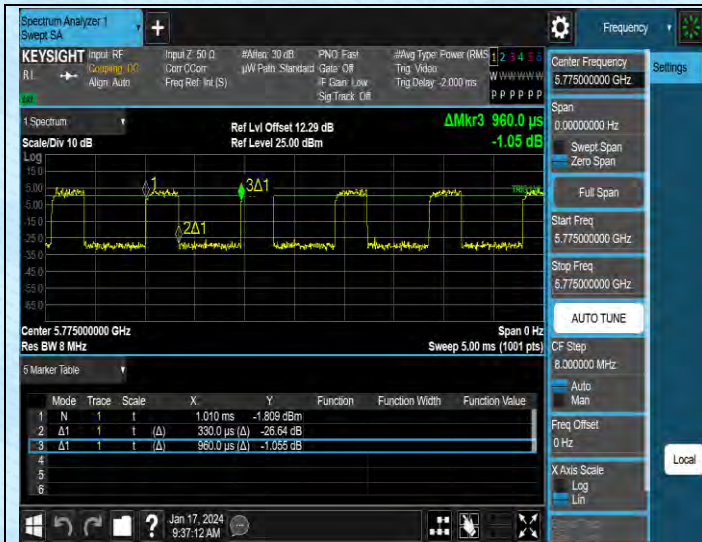 Spectrum Analyzer 1
Swept SA
+
Frequency
KEYSIGHT
Input: RF
Coupling: DC
Align: Auto
Input Z: 50 Ω
Corr CCorr
Freq Ref: Int (S)
#Atten: 30 dB
µW Path: Standard
PNO: Fast
Gate: Off
IF Gain: Low
Sig Track: Off
#Avg Type: Power (RMS
Trig: Video
Trig Delay: -2.000 ms
1 2 3 4 5 6
W W W W W W
P P P P P P
Center Frequency
5.775000000 GHz
Settings
Span
0.00000000 Hz
Swept Span
Zero Span
Full Span
Start Freq
5.775000000 GHz
Stop Freq
5.775000000 GHz
AUTO TUNE
CF Step
8.000000 MHz
Auto
Man
Freq Offset
0 Hz
X Axis Scale
Log
Lin
Local
1 Spectrum
Scale/Div 10 dB
Ref Lvl Offset 12.29 dB
Ref Level 25.00 dBm
ΔMkr3 960.0 µs
-1.05 dB
Log
15.0
5.00
-5.00
-15.0
-25.0
-35.0
-45.0
-55.0
-65.0
1
3Δ1
2Δ1
Center 5.775000000 GHz
Res BW 8 MHz
Span 0 Hz
Sweep 5.00 ms (1001 pts)
5 Marker Table
Mode Trace Scale X Y Function Function Width Function Value
1 N 1 t 1.010 ms -1.809 dBm
2 Δ1 1 t (Δ) 330.0 µs (Δ) -26.64 dB
3 Δ1 1 t (Δ) 960.0 µs (Δ) -1.055 dB
4
5
6
?
Jan 17, 2024
9:37:12 AM